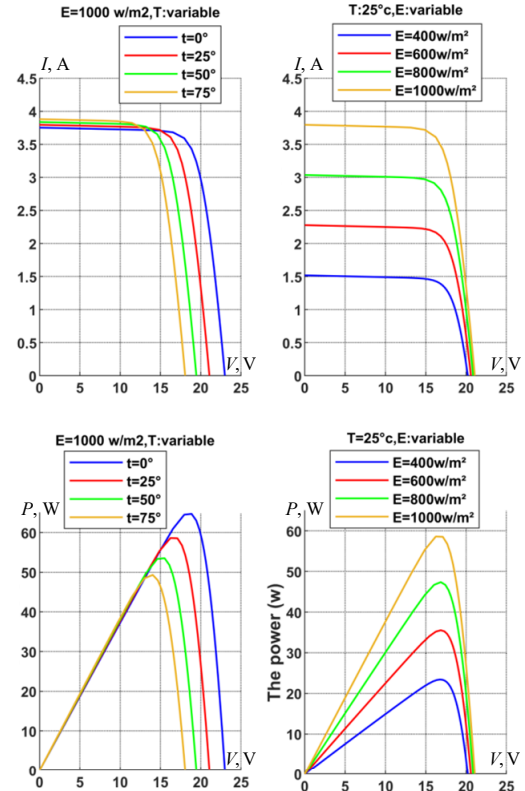 E=1000 w/m2,T:variable
t=0°
t=25°
t=50°
t=75°
I, A
4.5
4
3.5
3
2.5
2
1.5
1
0.5
0
0 5 10 15 20 25
V, V
T:25°c,E:variable
E=400w/m²
E=600w/m²
E=800w/m²
E=1000w/m²
I, A
4.5
4
3.5
3
2.5
2
1.5
1
0.5
0
0 5 10 15 20 25
V, V
E=1000 w/m2,T:variable
t=0°
t=25°
t=50°
t=75°
P, W
60
50
40
30
20
10
0
0 5 10 15 20 25
V, V
T=25°c,E:variable
E=400w/m²
E=600w/m²
E=800w/m²
E=1000w/m²
P, W
The power (w)
60
50
40
30
20
10
0
0 5 10 15 20 25
V, V